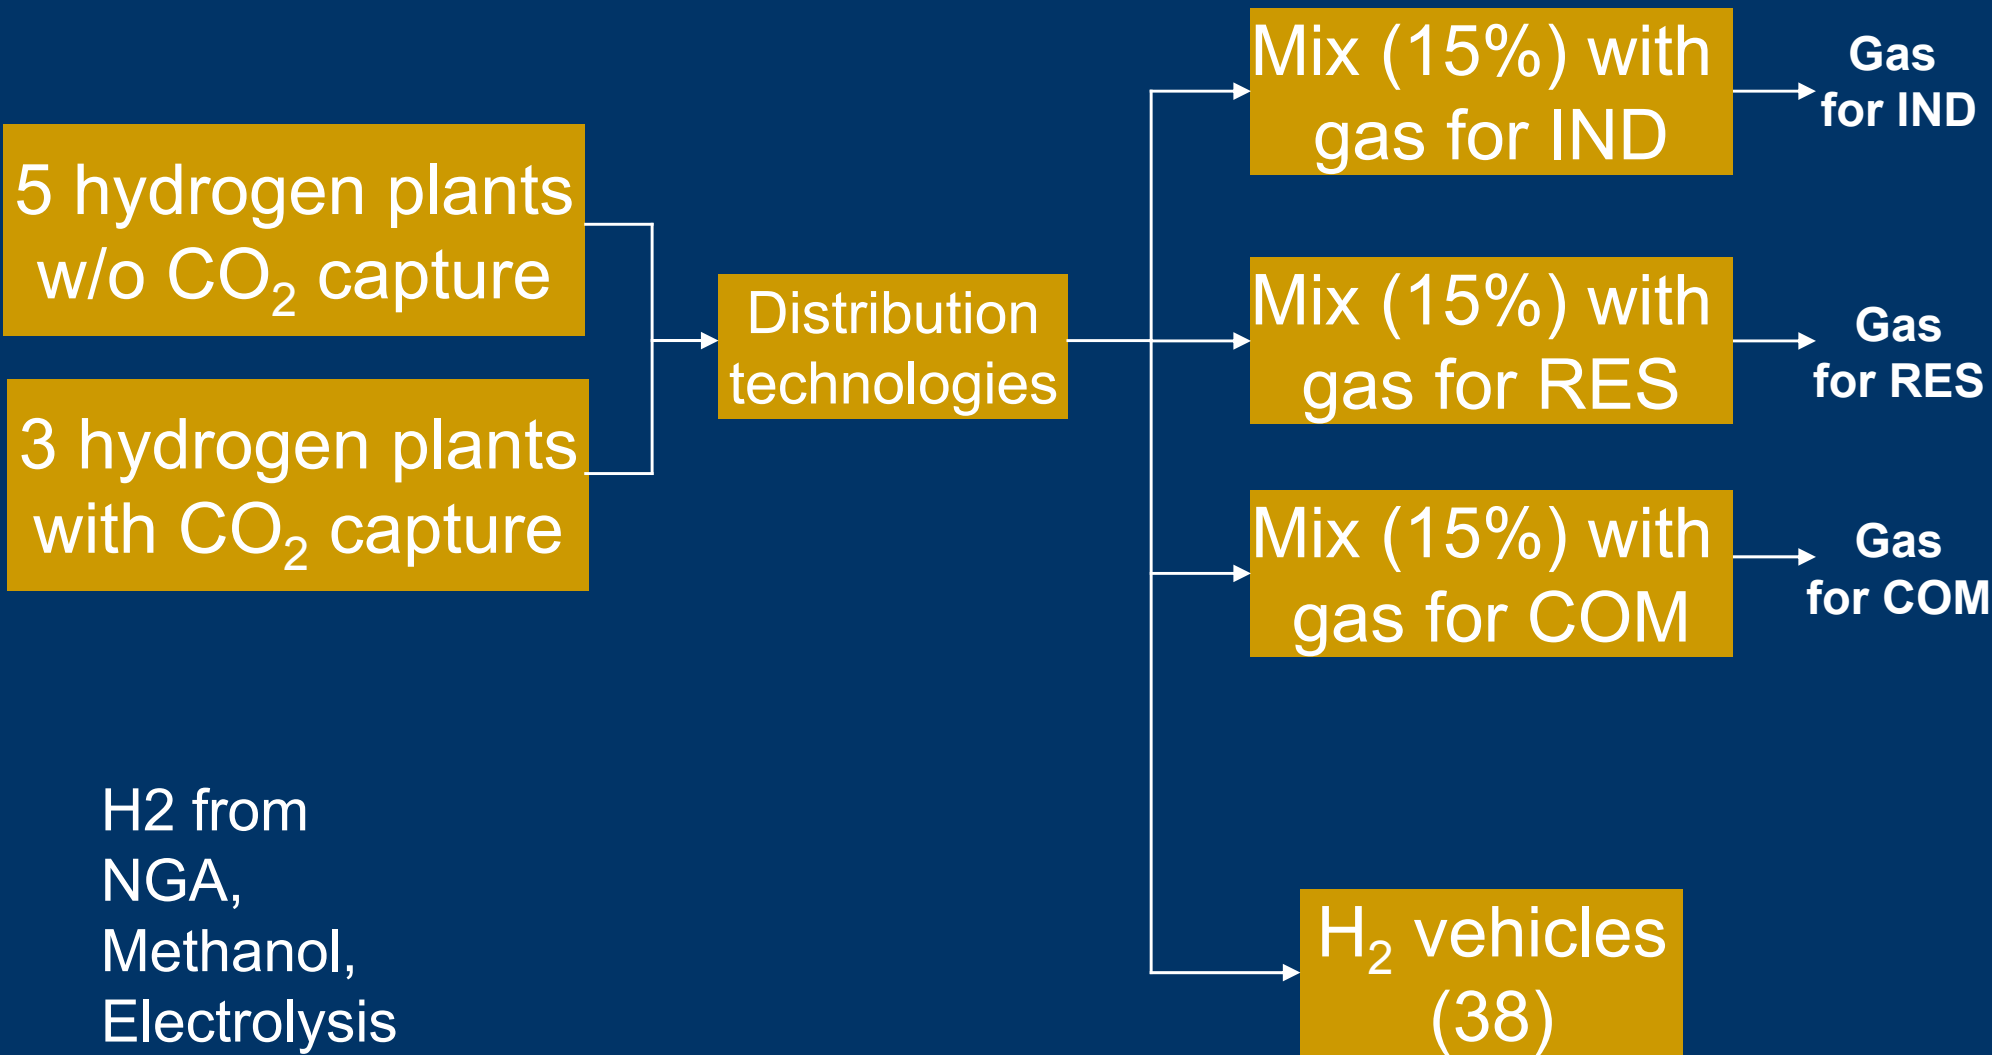 5 hydrogen plants
w/o CO₂ capture
3 hydrogen plants
with CO₂ capture
Distribution
technologies
Mix (15%) with
gas for IND
Gas
for IND
Mix (15%) with
gas for RES
Gas
for RES
Mix (15%) with
gas for COM
Gas
for COM
H₂ vehicles
(38)
H2 from
NGA,
Methanol,
Electrolysis